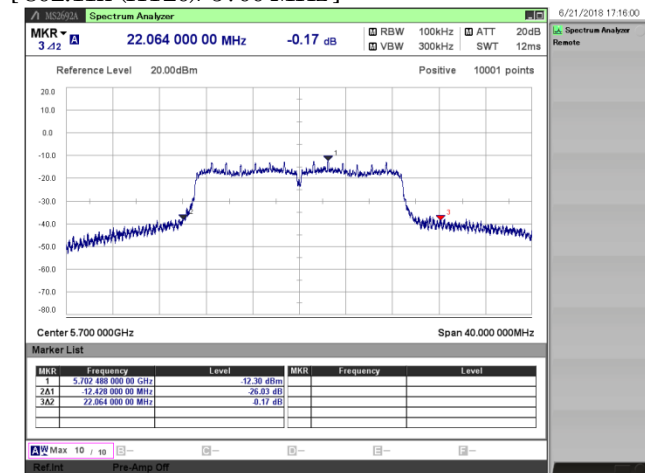 MS2692A Spectrum Analyzer
6/21/2018 17:16:00
MKR A 22.064 000 00 MHz -0.17 dB
3 Δ2
RBW 100kHz ATT 20dB
VBW 300kHz SWT 12ms
Spectrum Analyzer
Remote
Reference Level 20.00dBm Positive 10001 points
20.0
10.0
0.0
-10.0
-20.0
-30.0
-40.0
-50.0
-60.0
-70.0
-80.0
1
3
Center 5.700 000GHz Span 40.000 000MHz
Marker List
MKR Frequency Level MKR Frequency Level
1 5.702 488 000 00 GHz -12.30 dBm
2Δ1 -12.428 000 00 MHz -26.03 dB
3Δ2 22.064 000 00 MHz -0.17 dB
A W Max 10 / 10 B -- C -- D -- E -- F --
Ref.Int Pre-Amp Off